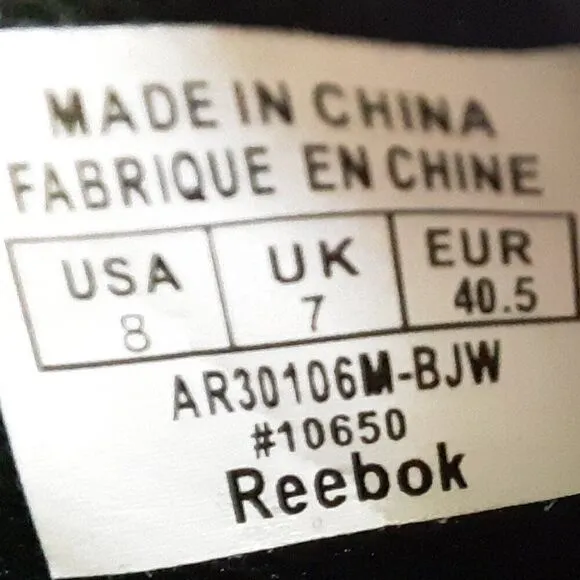 MADE IN CHINA
FABRIQUE EN CHINE
USA UK EUR
8 7 40.5
AR30106M-BJW
#10650
Reebok